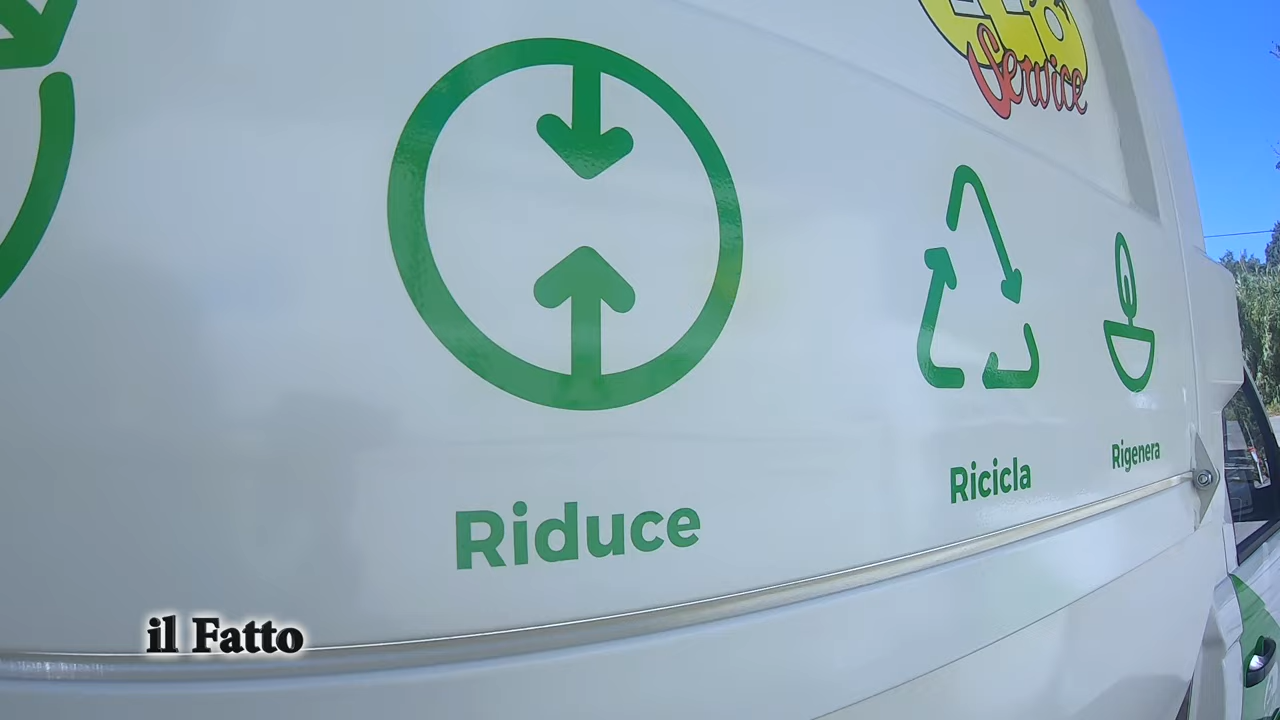 Service
Riduce
Ricicla
Rigenera
il Fatto